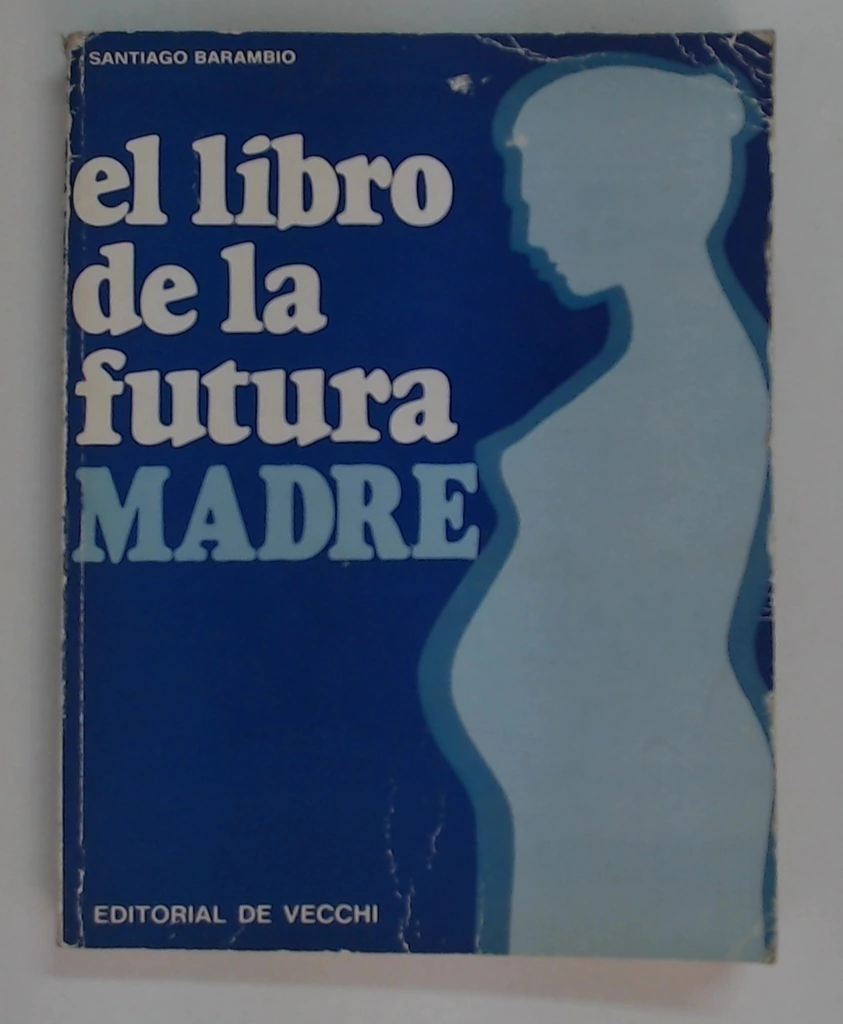 SANTIAGO BARAMBIO
el libro
de la
futura
MADRE
EDITORIAL DE VECCHI